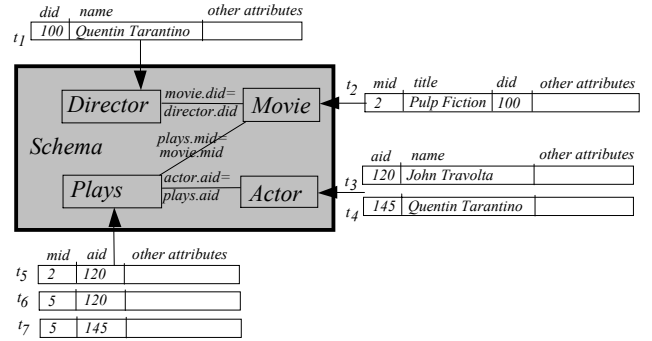 did name other attributes
t1 100 Quentin Tarantino
Director movie.did= director.did Movie
t2 mid title did other attributes
2 Pulp Fiction 100
Schema
plays.mid= movie.mid
Plays actor.aid= plays.aid Actor
aid name other attributes
t3 120 John Travolta
t4 145 Quentin Tarantino
mid aid other attributes
t5 2 120
t6 5 120
t7 5 145